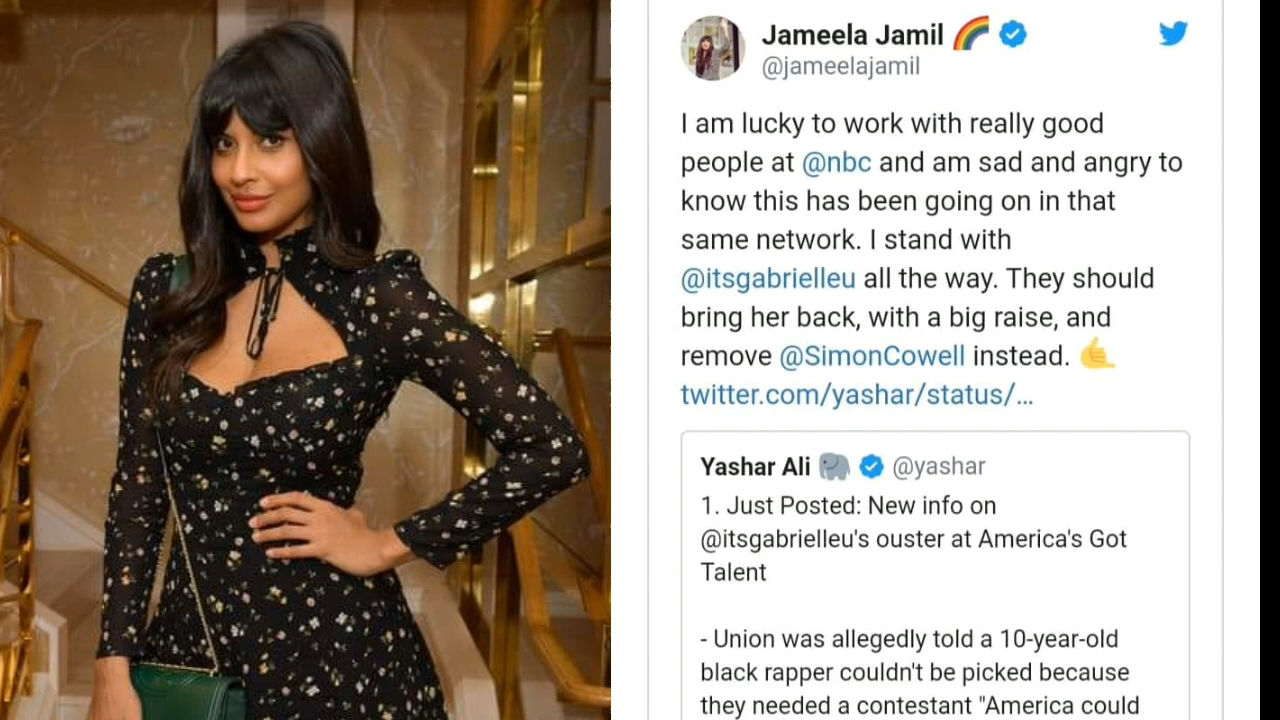 Jameela Jamil
@jameelajamil
I am lucky to work with really good
people at @nbc and am sad and angry to
know this has been going on in that
same network. I stand with
@itsgabrielleu all the way. They should
bring her back, with a big raise, and
remove @SimonCowell instead. 🤙
twitter.com/yashar/status/...
Yashar Ali 🐘 @yashar
1. Just Posted: New info on
@itsgabrielleu's ouster at America's Got
Talent
- Union was allegedly told a 10-year-old
black rapper couldn't be picked because
they needed a contestant "America could